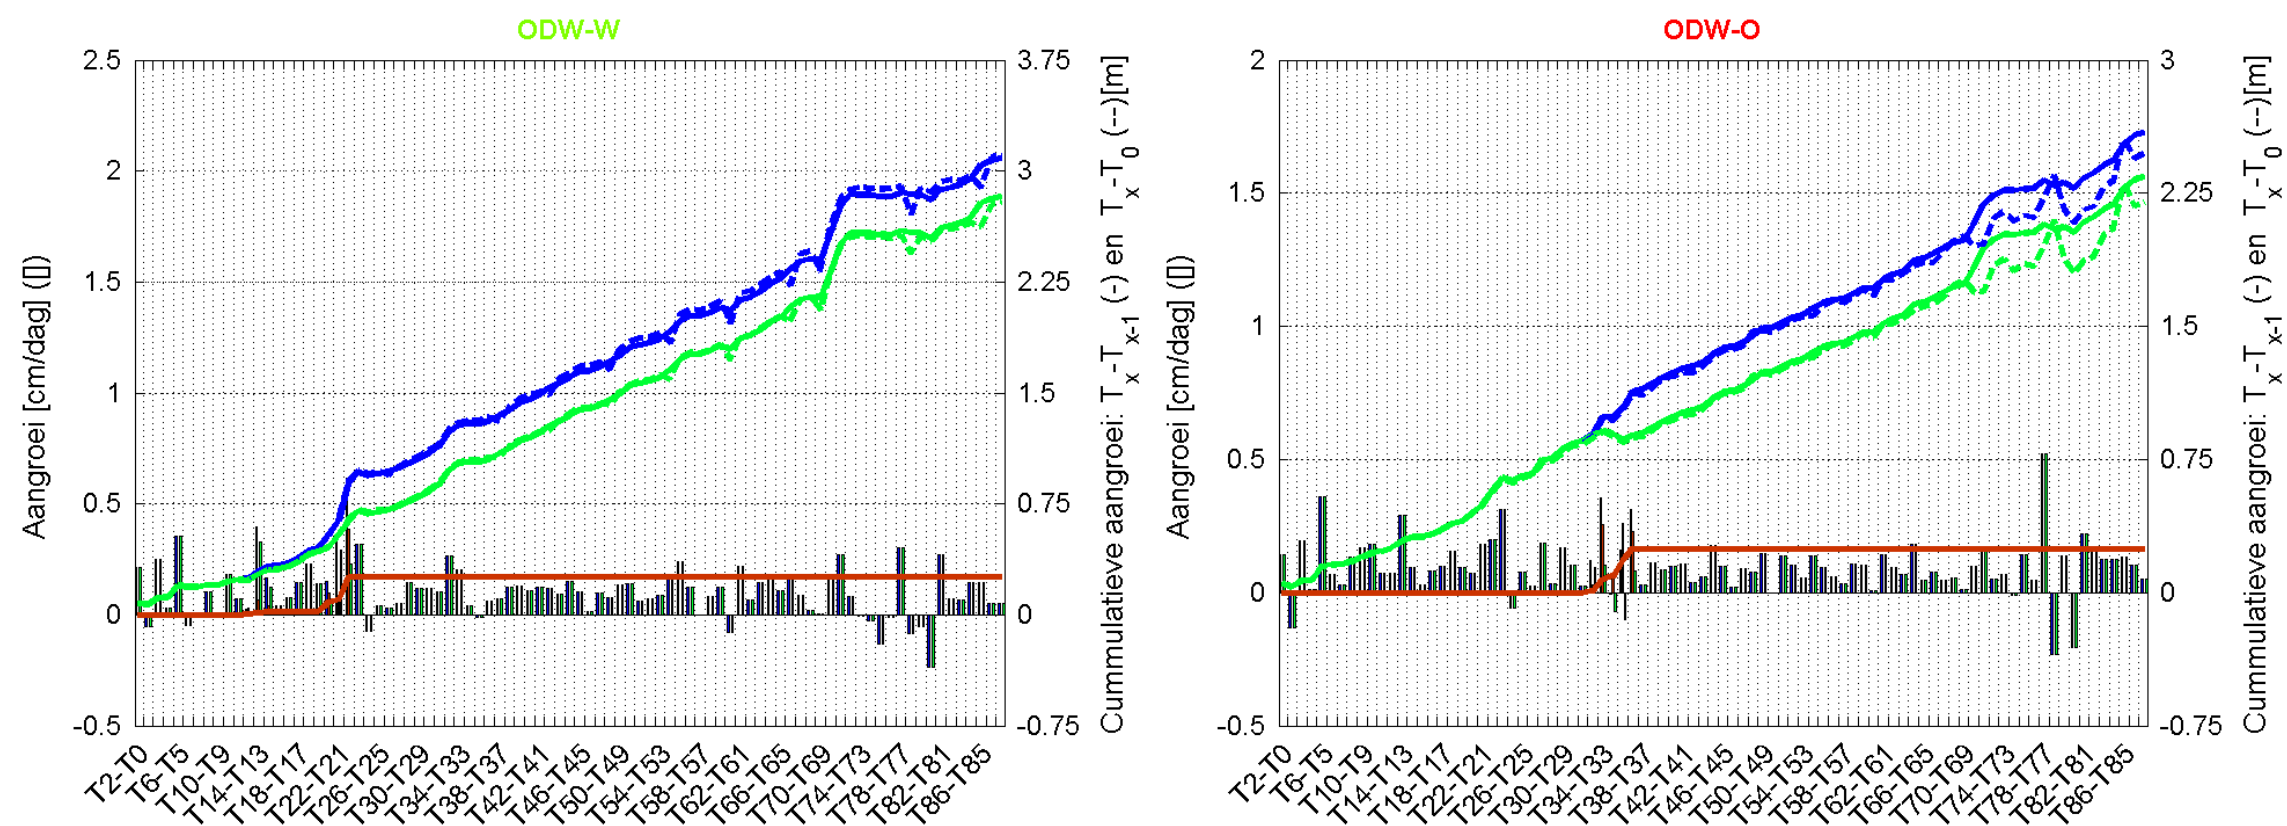 ODW-W
2.5
2
1.5
1
0.5
0
-0.5
3.75
3
2.25
1.5
0.75
0
-0.75
Aangroei [cm/dag] ([])
Cummulatieve aangroei: Tx-Tx-1 (-) en Tx-T0 (--)[m]
T2-T0
T6-T5
T10-T9
T14-T13
T18-T17
T22-T21
T26-T25
T30-T29
T34-T33
T38-T37
T42-T41
T46-T45
T50-T49
T54-T53
T58-T57
T62-T61
T66-T65
T70-T69
T74-T73
T78-T77
T82-T81
T86-T85
ODW-O
2
1.5
1
0.5
0
-0.5
3
2.25
1.5
0.75
0
-0.75
Aangroei [cm/dag] ([])
Cummulatieve aangroei: Tx-Tx-1 (-) en Tx-T0 (--)[m]
T2-T0
T6-T5
T10-T9
T14-T13
T18-T17
T22-T21
T26-T25
T30-T29
T34-T33
T38-T37
T42-T41
T46-T45
T50-T49
T54-T53
T58-T57
T62-T61
T66-T65
T70-T69
T74-T73
T78-T77
T82-T81
T86-T85